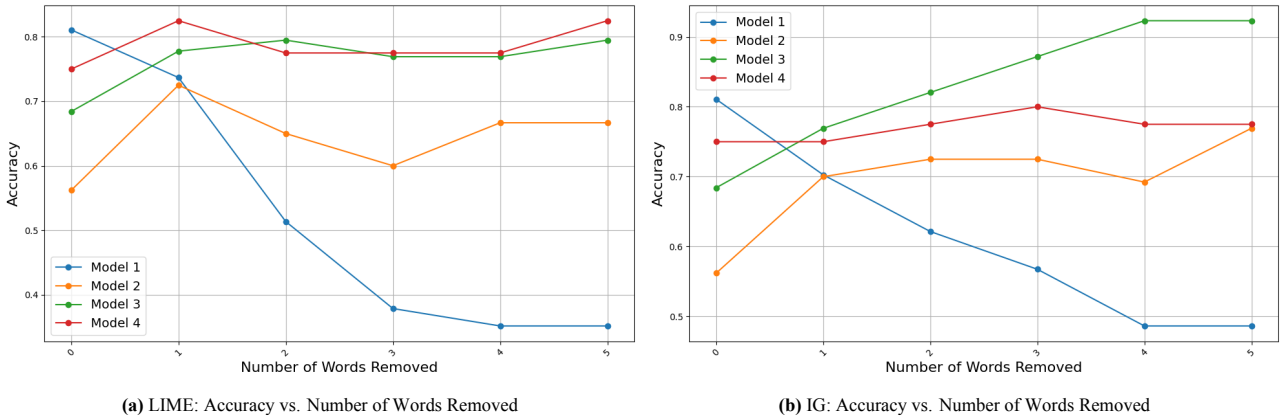 0.8
0.7
0.6
0.5
0.4
Accuracy
Model 1
Model 2
Model 3
Model 4
0 1 2 3 4 5
Number of Words Removed
(a) LIME: Accuracy vs. Number of Words Removed
0.9
0.8
0.7
0.6
0.5
Accuracy
Model 1
Model 2
Model 3
Model 4
0 1 2 3 4 5
Number of Words Removed
(b) IG: Accuracy vs. Number of Words Removed